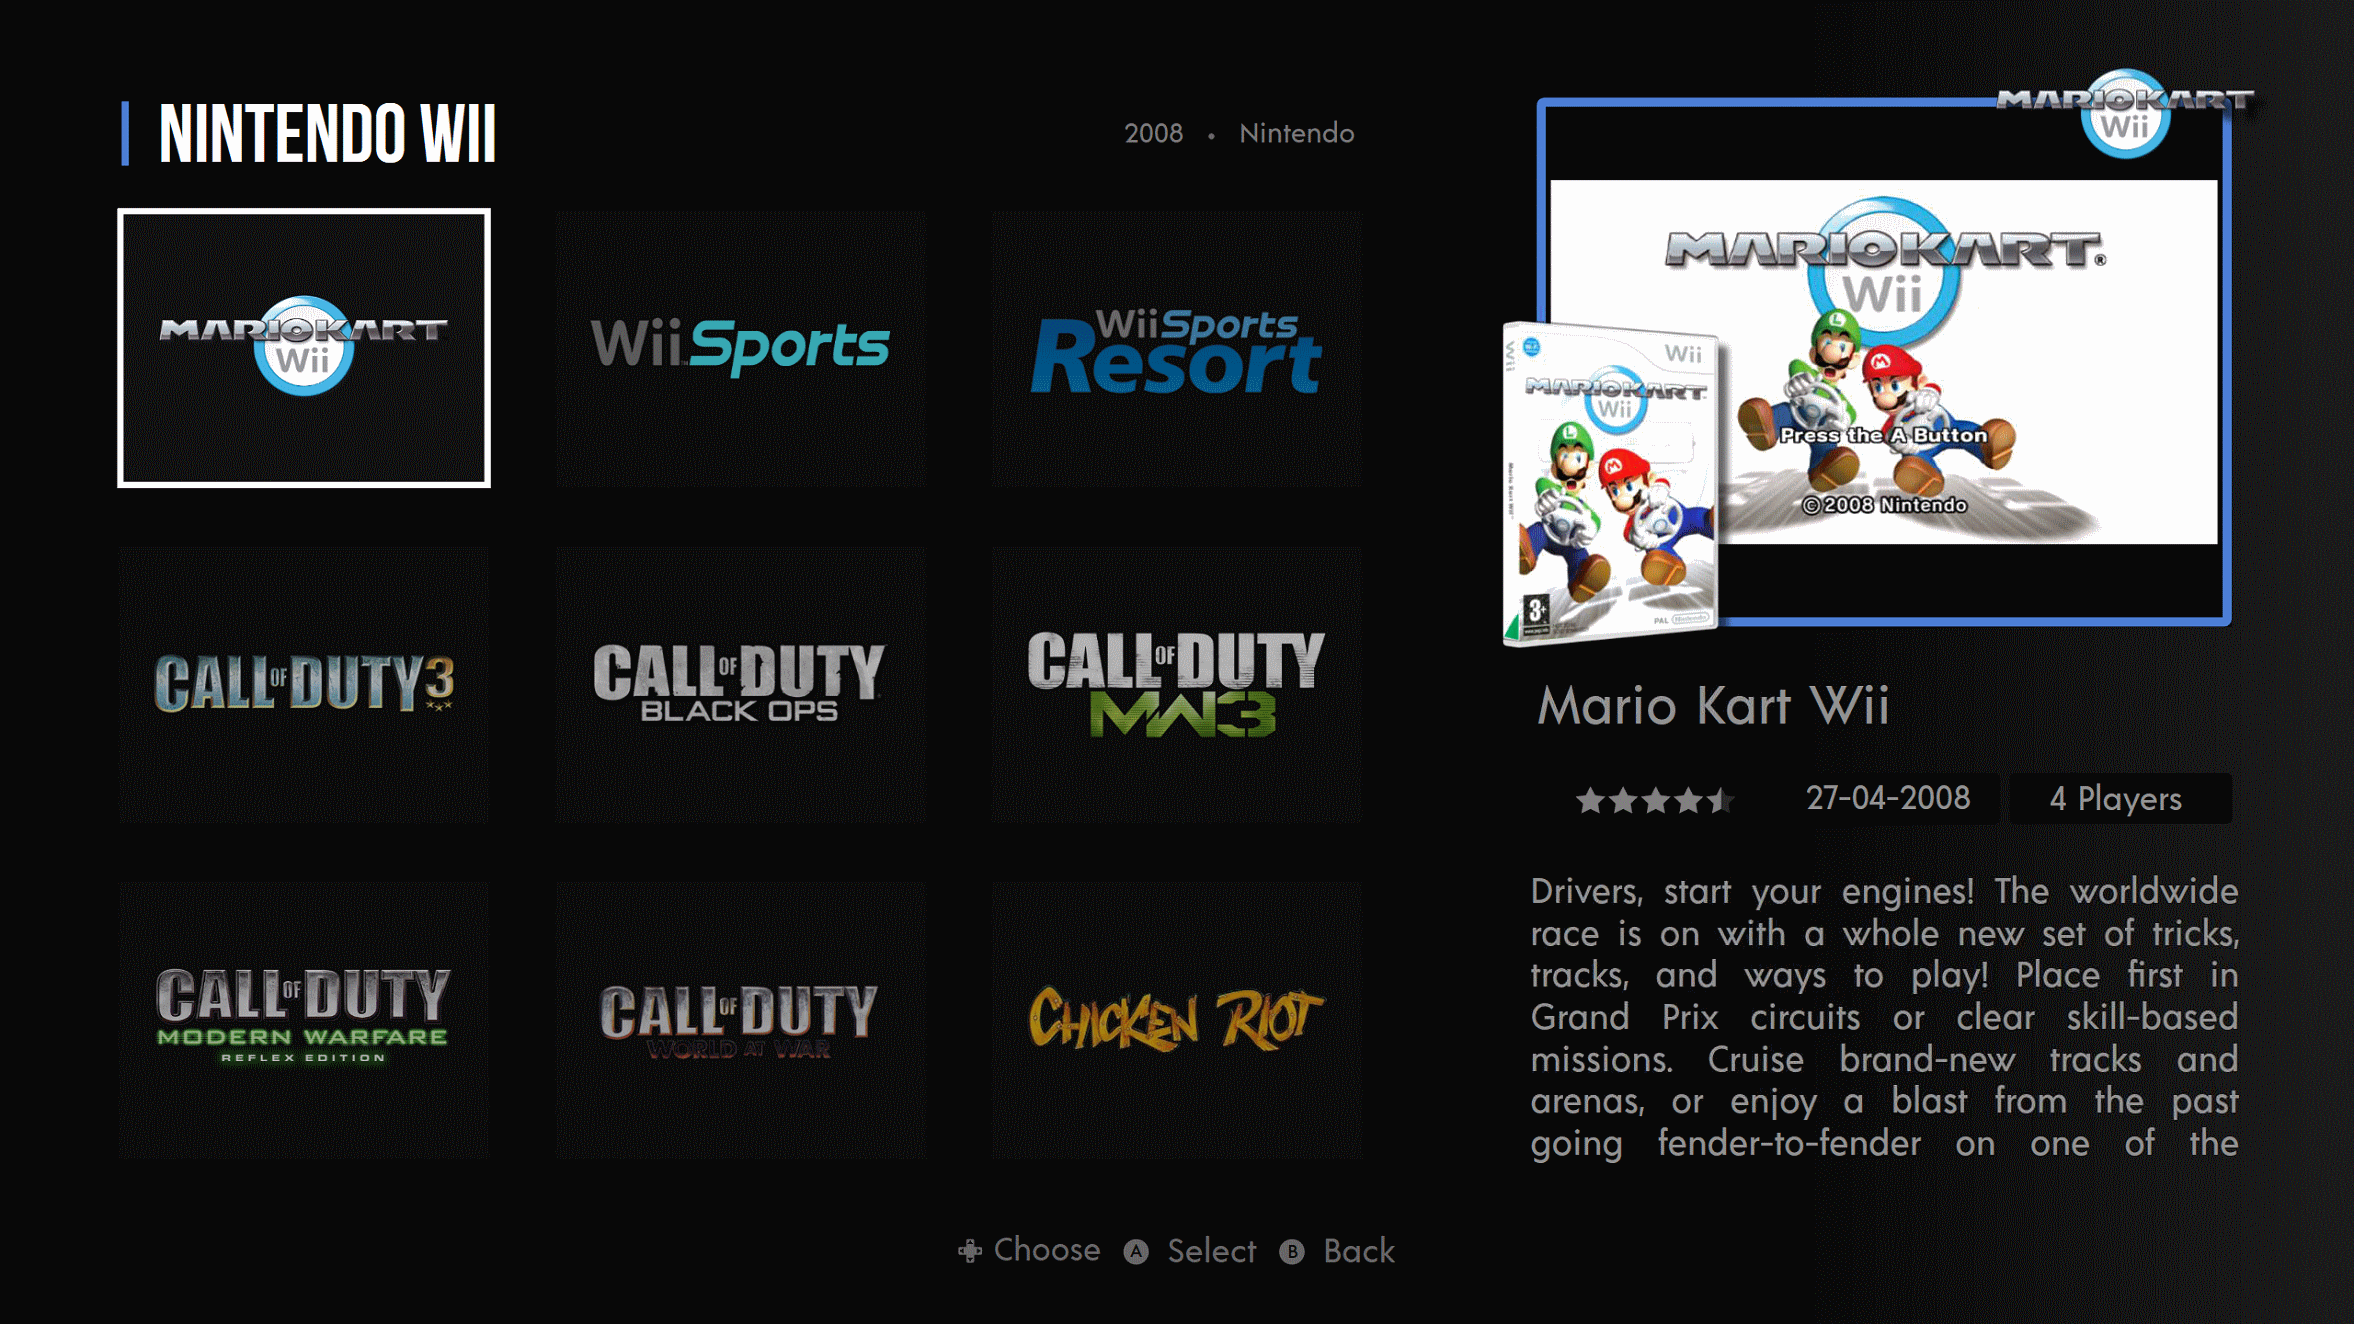 NINTENDO WII
2008 • Nintendo
MARIOKART
Wii
Wii Sports
Wii Sports
Resort
CALL OF DUTY 3
CALL OF DUTY
BLACK OPS
CALL OF DUTY
MW3
CALL OF DUTY
MODERN WARFARE
REFLEX EDITION
CALL OF DUTY
WORLD AT WAR
CHICKEN RIOT
MARIOKART
Wii
MARIOKART®
Wii
Press the A Button
© 2008 Nintendo
Wii
Wii
MARIOKART
Wii
Mario Kart Wii
3+
PAL Nintendo
Mario Kart Wii
27-04-2008
4 Players
Drivers, start your engines! The worldwide
race is on with a whole new set of tricks,
tracks, and ways to play! Place first in
Grand Prix circuits or clear skill-based
missions. Cruise brand-new tracks and
arenas, or enjoy a blast from the past
going fender-to-fender on one of the
Choose A Select B Back